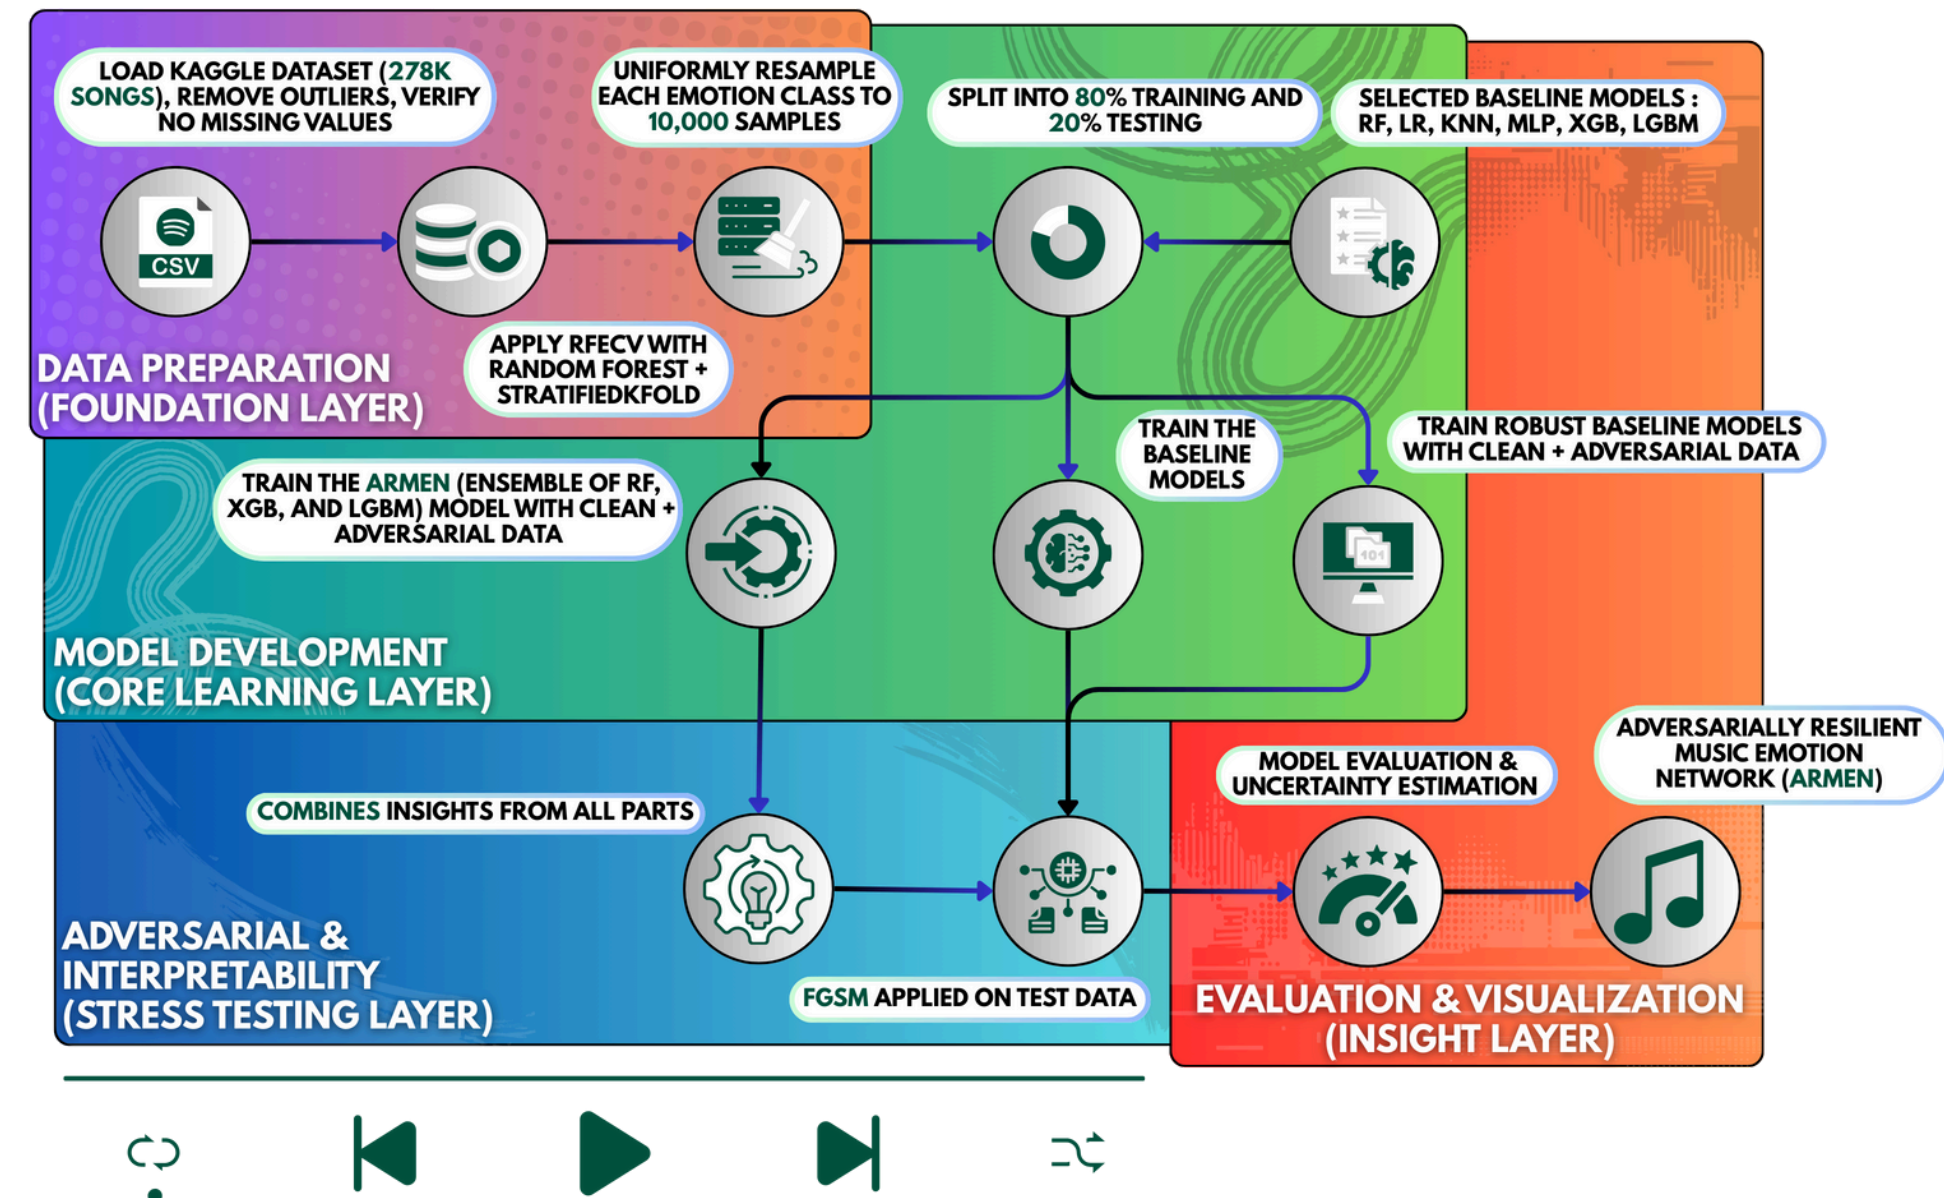 LOAD KAGGLE DATASET (278K
SONGS), REMOVE OUTLIERS, VERIFY
NO MISSING VALUES
UNIFORMLY RESAMPLE
EACH EMOTION CLASS TO
10,000 SAMPLES
SPLIT INTO 80% TRAINING AND
20% TESTING
SELECTED BASELINE MODELS :
RF, LR, KNN, MLP, XGB, LGBM
CSV
APPLY RFECV WITH
RANDOM FOREST +
STRATIFIEDKFOLD
DATA PREPARATION
(FOUNDATION LAYER)
TRAIN THE
BASELINE
MODELS
TRAIN ROBUST BASELINE MODELS
WITH CLEAN + ADVERSARIAL DATA
TRAIN THE ARMEN (ENSEMBLE OF RF,
XGB, AND LGBM) MODEL WITH CLEAN +
ADVERSARIAL DATA
101
MODEL DEVELOPMENT
(CORE LEARNING LAYER)
COMBINES INSIGHTS FROM ALL PARTS
MODEL EVALUATION &
UNCERTAINTY ESTIMATION
ADVERSARIALLY RESILIENT
MUSIC EMOTION
NETWORK (ARMEN)
ADVERSARIAL &
INTERPRETABILITY
(STRESS TESTING LAYER)
FGSM APPLIED ON TEST DATA
EVALUATION & VISUALIZATION
(INSIGHT LAYER)